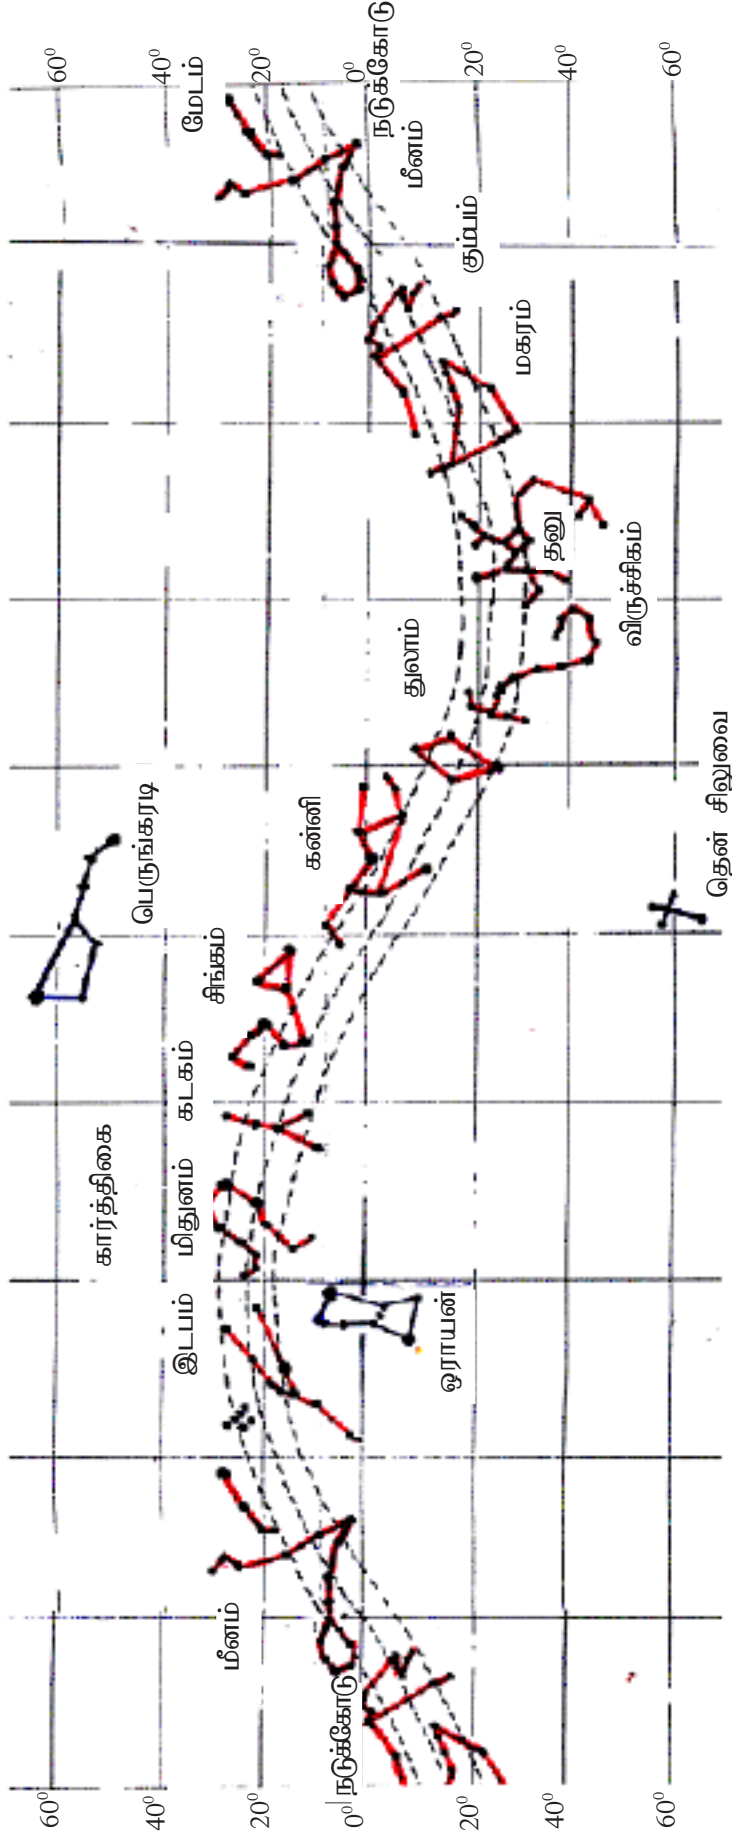 60⁰
40⁰
20⁰
0⁰
20⁰
40⁰
60⁰
மீனம்
நடுக்கோடு
இடபம்
மிதுனம்
கார்த்திகை
கடகம்
ஓராயன்
சிங்கம்
பெருங்கரடி
கன்னி
தென் சிலுவை
துலாம்
விருச்சிகம்
தனு
மகரம்
கும்பம்
மீனம்
நடுக்கோடு
மேடம்
60⁰
40⁰
20⁰
0⁰
20⁰
40⁰
60⁰